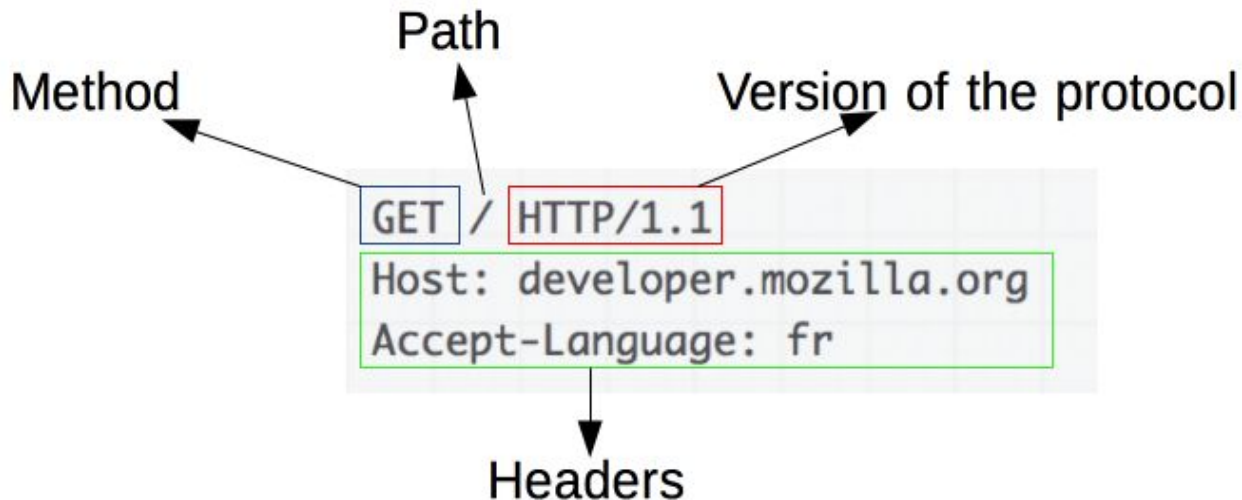 Path
Method
Version of the protocol
GET / HTTP/1.1
Host: developer.mozilla.org
Accept-Language: fr
Headers